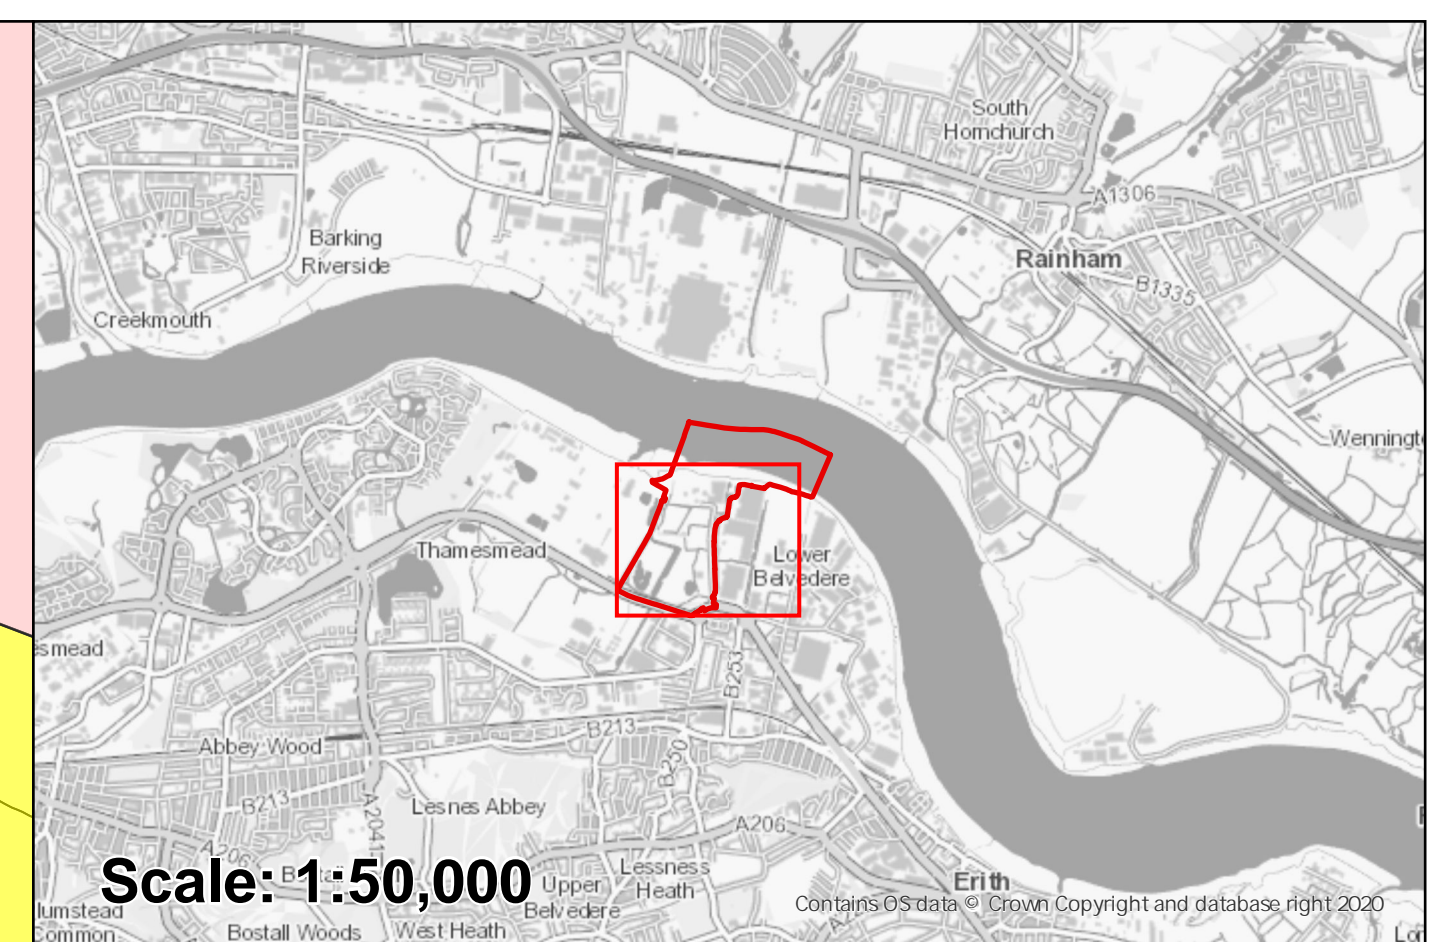 South
Hornchurch
A1306
Barking
Riverside
Rainham
B1335
Creekmouth
Thamesmead
Lower
Belvedere
esmead
B253
B213
Abbey Wood
B250
B213
Lesnes Abbey
A2041
A206
A206
Scale: 1:50,000
Lessness
Heath
Upper
Belvedere
Erith
Contains OS data © Crown Copyright and database right 2020
lumstead
Common
Bostall Woods
West Heath
Wenningt